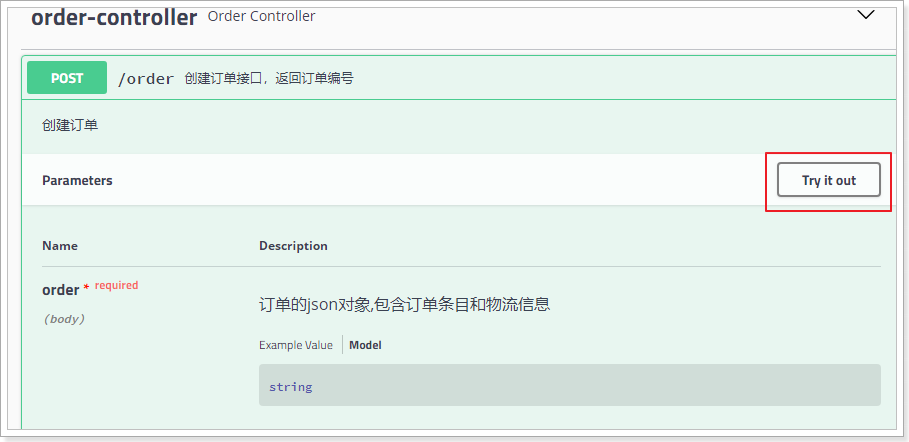 order-controller Order Controller
POST /order 创建订单接口，返回订单编号
创建订单
Parameters Try it out
Name Description
order * required
(body)
订单的json对象,包含订单条目和物流信息
Example Value Model
string